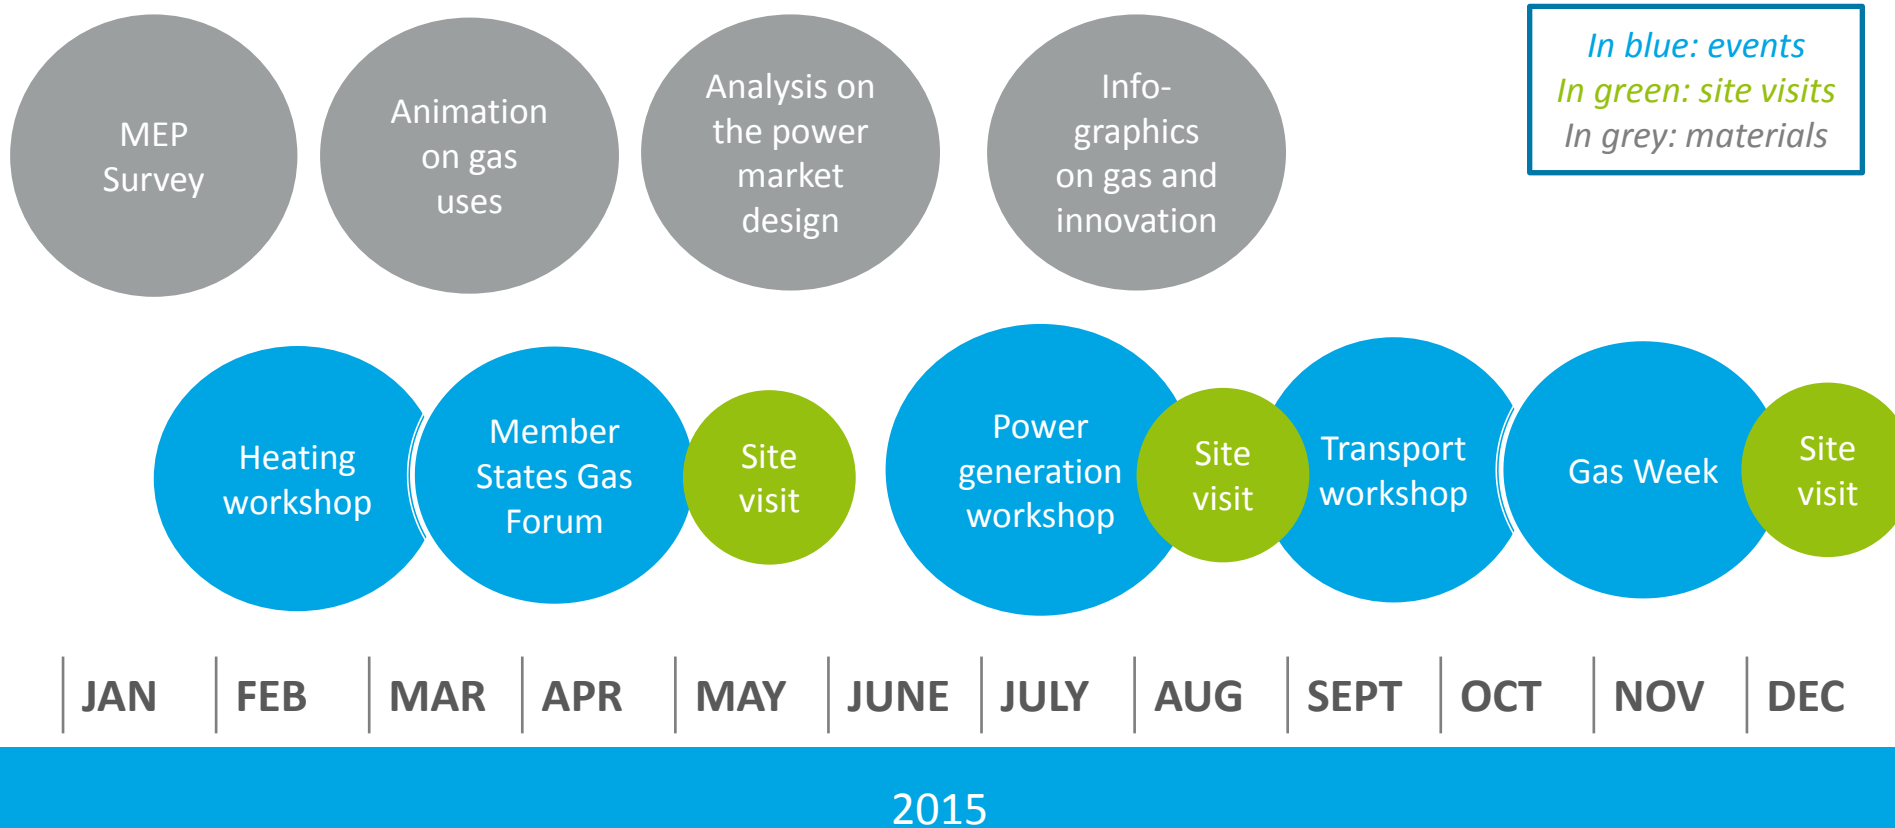 MEP
Survey
Animation
on gas
uses
Analysis on
the power
market
design
Info-
graphics
on gas and
innovation
In blue: events
In green: site visits
In grey: materials
Heating
workshop
Member
States Gas
Forum
Site
visit
Power
generation
workshop
Site
visit
Transport
workshop
Gas Week
Site
visit
JAN FEB MAR APR MAY JUNE JULY AUG SEPT OCT NOV DEC
2015